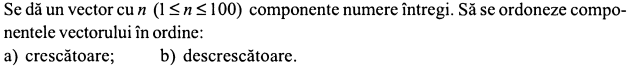 Se dă un vector cu n (1 ≤ n ≤ 100) componente numere întregi. Să se ordoneze compo-
nentele vectorului în ordine:
a) crescătoare; b) descrescătoare.